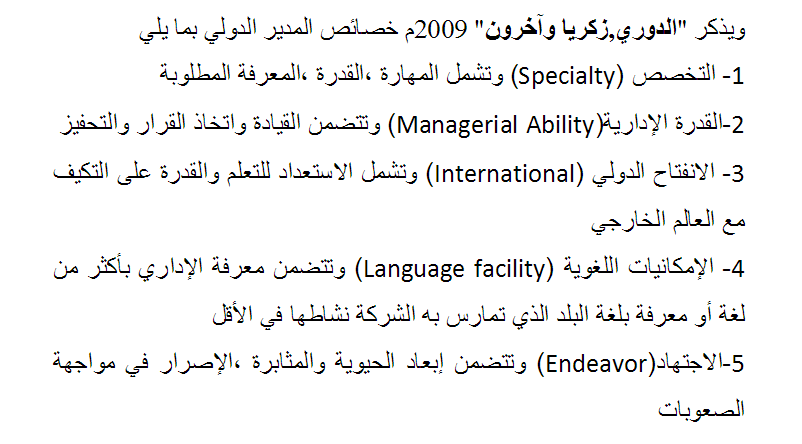 ويذكر "الدوري,زكريا وآخرون" 2009م خصائص المدير الدولي بما يلي
1- التخصص (Specialty) وتشمل المهارة ،القدرة ،المعرفة المطلوبة
2-القدرة الإدارية(Managerial Ability) وتتضمن القيادة واتخاذ القرار والتحفيز
3- الانفتاح الدولي (International) وتشمل الاستعداد للتعلم والقدرة على التكيف
مع العالم الخارجي
4- الإمكانيات اللغوية (Language facility) وتتضمن معرفة الإداري بأكثر من
لغة أو معرفة بلغة البلد الذي تمارس به الشركة نشاطها في الأقل
5-الاجتهاد(Endeavor) وتتضمن إبعاد الحيوية والمثابرة ،الإصرار في مواجهة
الصعوبات